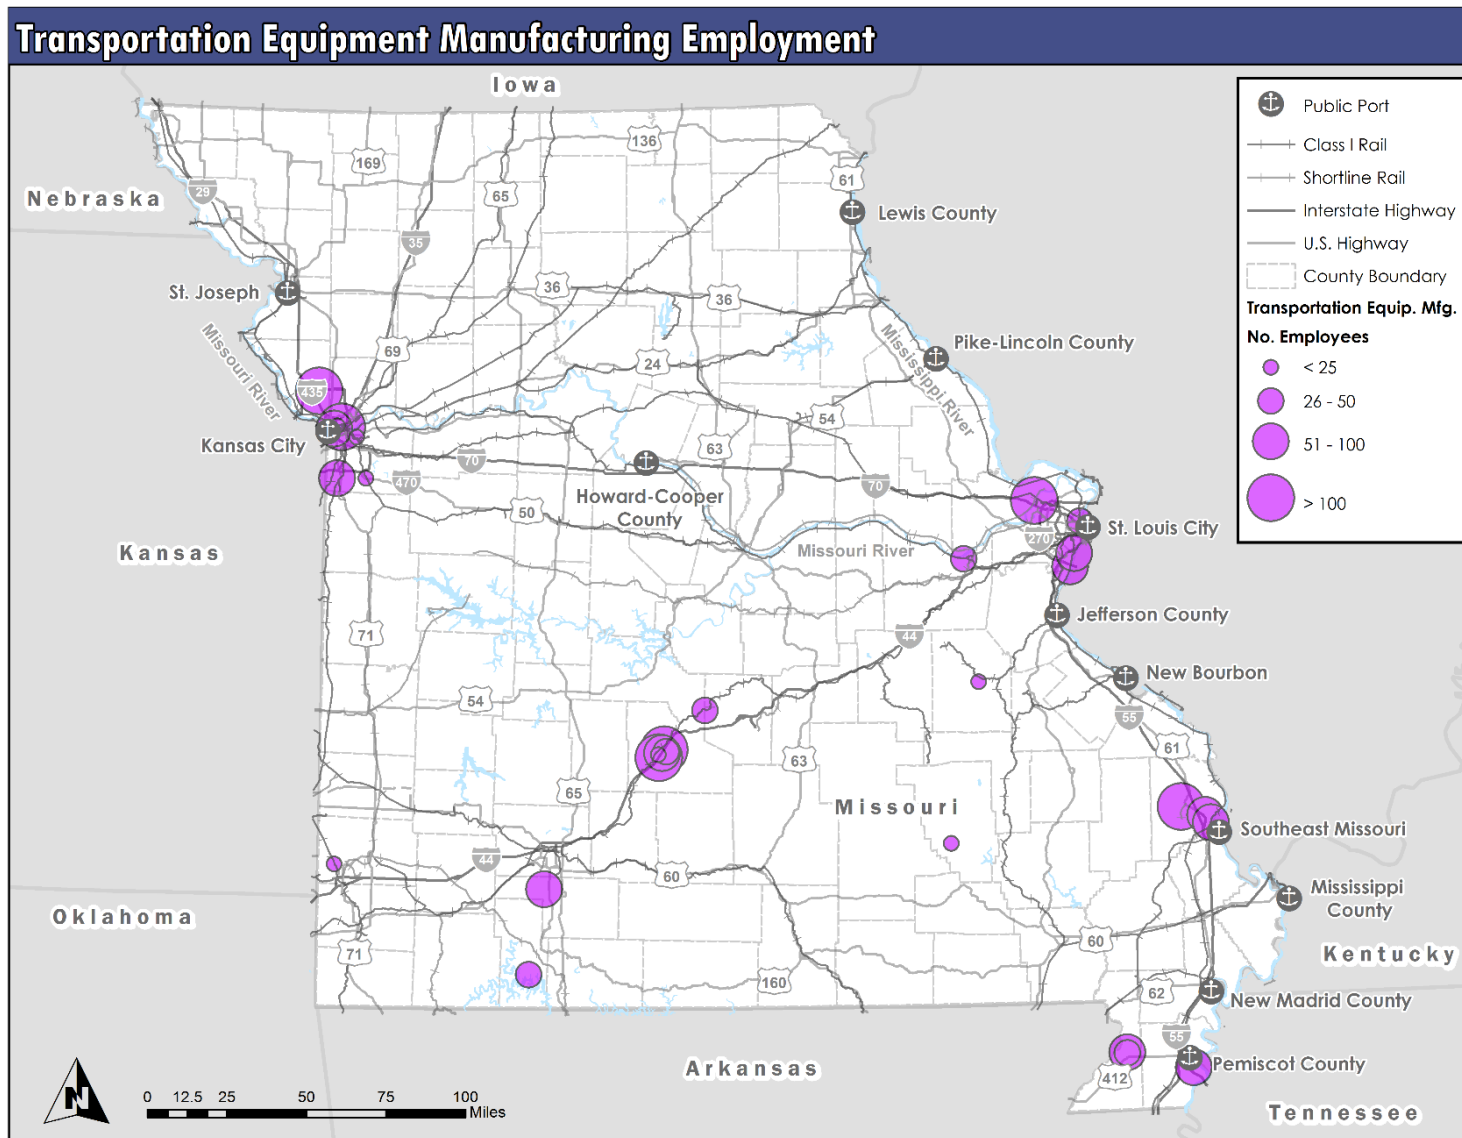 Transportation Equipment Manufacturing Employment
Iowa
Public Port
Class I Rail
Shortline Rail
Interstate Highway
U.S. Highway
County Boundary
Transportation Equip. Mfg.
No. Employees
< 25
26 - 50
51 - 100
> 100
136
169
61
29
65
Nebraska
Lewis County
35
St. Joseph
36
36
Missouri River
69
Mississippi River
Pike-Lincoln County
24
435
54
Kansas City
63
70
470
70
Howard-Cooper
County
50
St. Louis City
270
Missouri River
Kansas
Jefferson County
71
44
New Bourbon
54
55
61
63
65
Missouri
Southeast Missouri
44
60
Mississippi
County
Oklahoma
60
Kentucky
71
160
62
New Madrid County
55
Pemiscot County
Arkansas
412
N
0 12.5 25 50 75 100
Miles
Tennessee